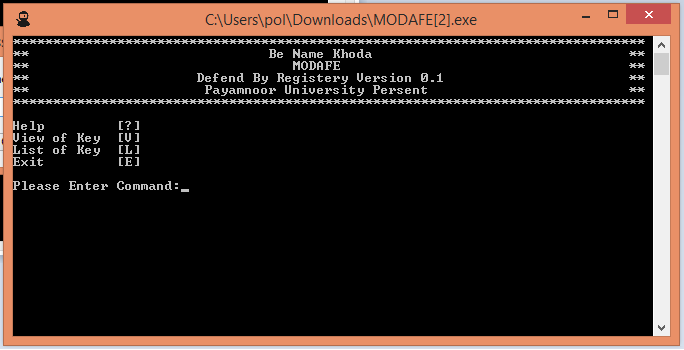 C:\Users\pol\Downloads\MODAFE[2].exe
********************************************************************************
** Be Name Khoda **
** MODAFE **
** Defend By Registery Version 0.1 **
** Payamnoor University Persent **
********************************************************************************
Help [?]
View of Key [V]
List of Key [L]
Exit [E]
Please Enter Command:_